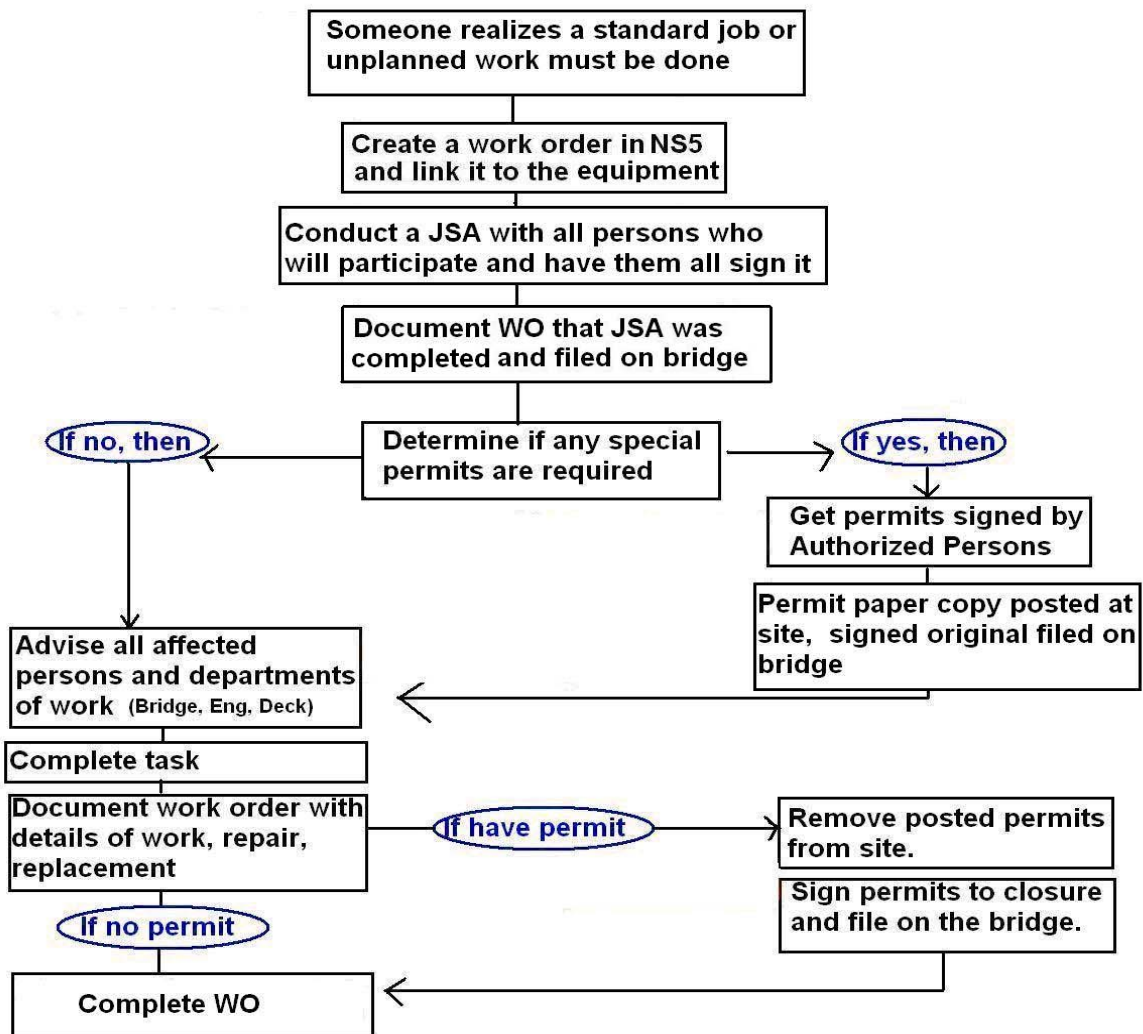 Someone realizes a standard job or
unplanned work must be done
Create a work order in NS5
and link it to the equipment
Conduct a JSA with all persons who
will participate and have them all sign it
Document WO that JSA was
completed and filed on bridge
If no, then
Determine if any special
permits are required
If yes, then
Get permits signed by
Authorized Persons
Permit paper copy posted at
site, signed original filed on
bridge
Advise all affected
persons and departments
of work (Bridge, Eng, Deck)
Complete task
Document work order with
details of work, repair,
replacement
If have permit
Remove posted permits
from site.
Sign permits to closure
and file on the bridge.
If no permit
Complete WO